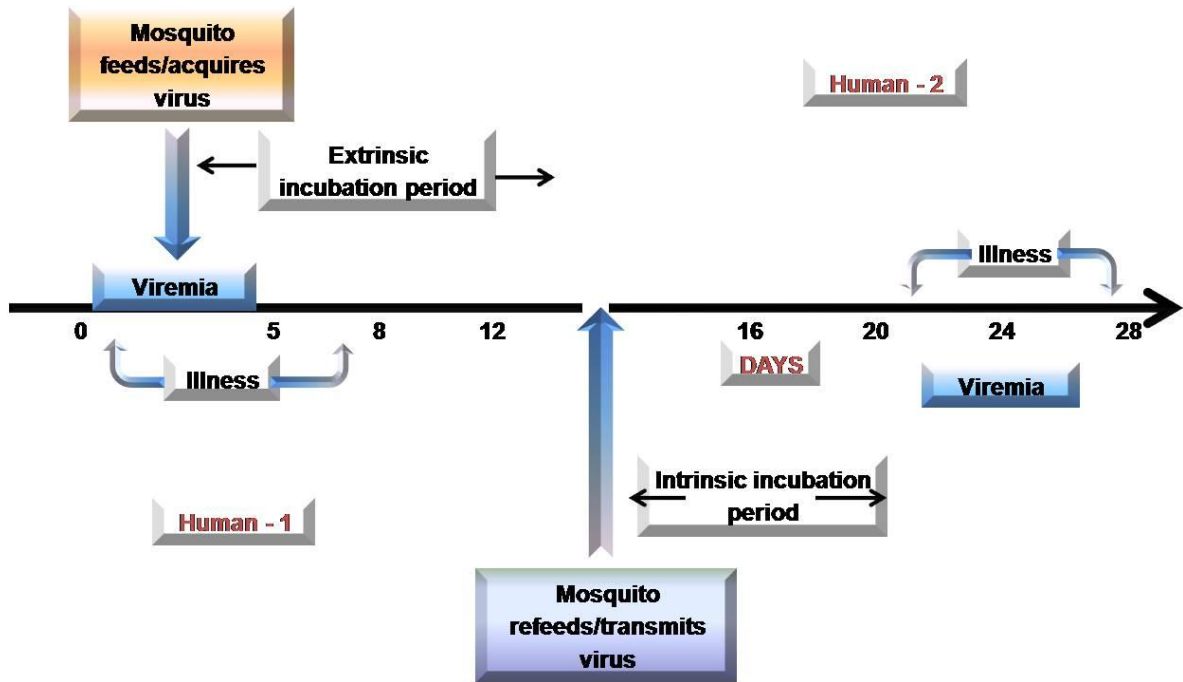 Mosquito
feeds/acquires
virus
Human - 2
Extrinsic
incubation period
Illness
Viremia
0 5 8 12 16 20 24 28
Illness
DAYS
Viremia
Intrinsic incubation
period
Human - 1
Mosquito
refeeds/transmits
virus